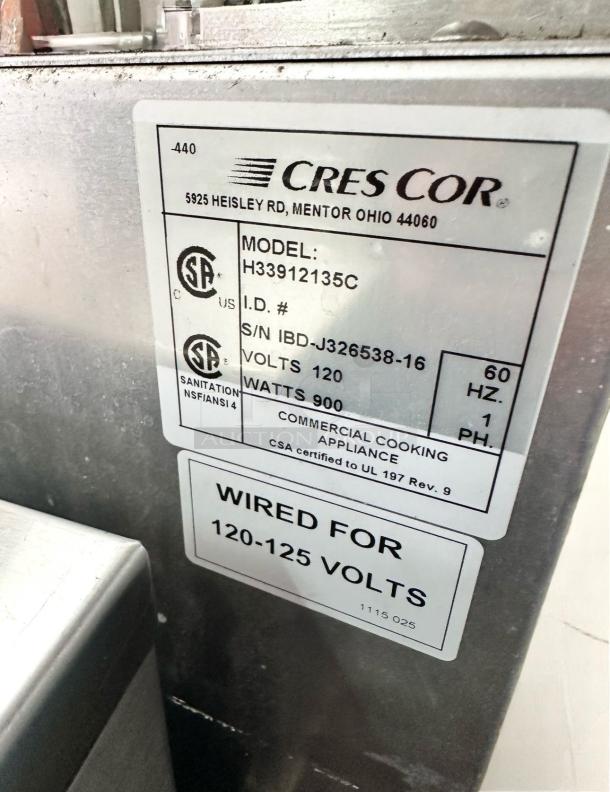 -440
CRES COR®
5925 HEISLEY RD, MENTOR OHIO 44060
MODEL:
H33912135C
I.D. #
S/N IBD-J326538-16
VOLTS 120
WATTS 900
60
HZ.
1
PH.
C US
SANITATION
NSF/ANSI 4
COMMERCIAL COOKING
APPLIANCE
CSA certified to UL 197 Rev. 9
WIRED FOR
120-125 VOLTS
1115 025